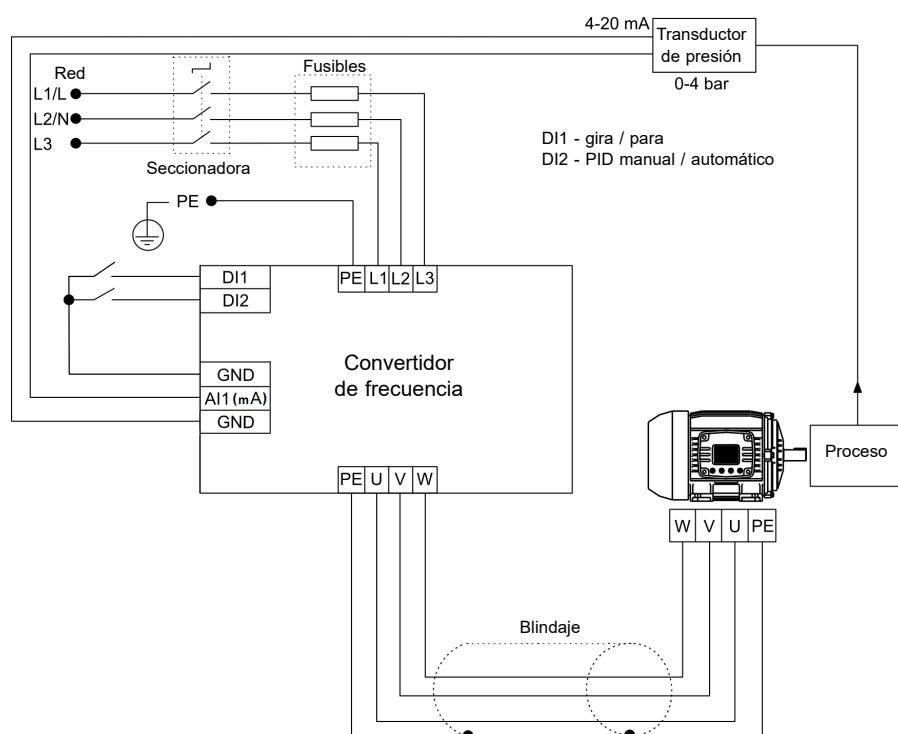 4-20 mA
Transductor
de presión
0-4 bar
Red
Fusibles
L1/L
L2/N
L3
Seccionadora
DI1 - gira / para
DI2 - PID manual / automático
PE
DI1
DI2
PE L1 L2 L3
Convertidor
de frecuencia
GND
AI1 (mA)
GND
Proceso
PE U V W
W V U PE
Blindaje